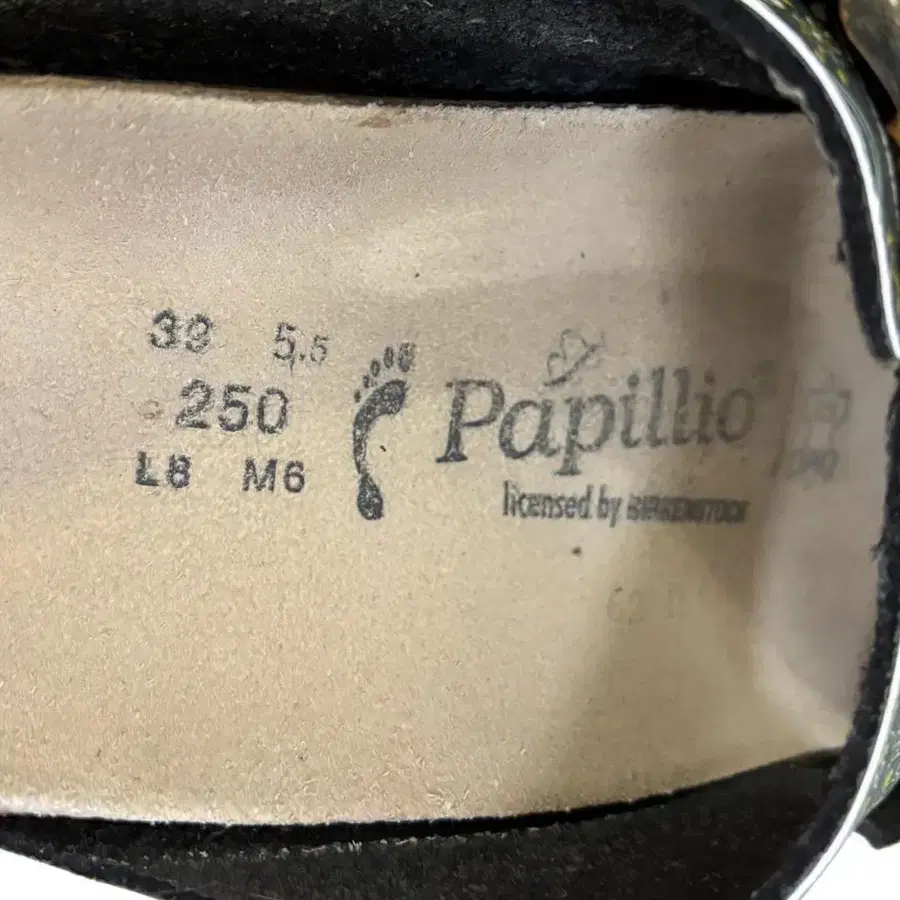 39 5.5
250
L8 M6
Papillio
licensed by BIRKENSTOCK